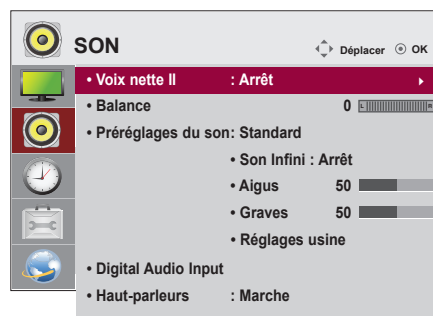 SON
Déplacer OK
• Voix nette II : Arrêt
• Balance 0 L R
• Préréglages du son: Standard
• Son Infini : Arrêt
• Aigus 50
• Graves 50
• Réglages usine
• Digital Audio Input
• Haut-parleurs : Marche